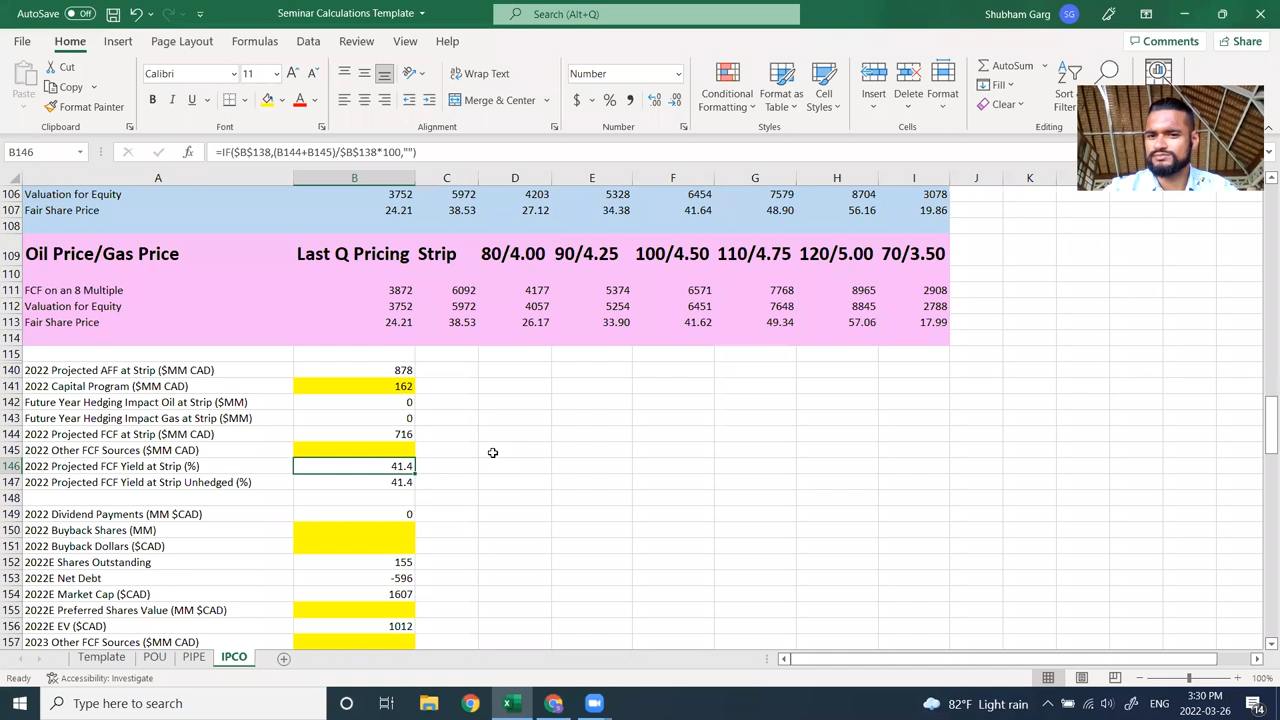 AutoSave Off Seminar Calculations Template Search (Alt+Q) Shubham Garg SG
File Home Insert Draw Page Layout Formulas Data Review View Help Comments Share
Paste Cut Copy Format Painter Clipboard
Calibri 11 B I U A Font
Wrap Text Merge & Center Alignment
Number $ % Number
Conditional Formatting Format as Table Cell Styles Styles
Insert Delete Format Cells
AutoSum Fill Clear Sort Filter Editing
B146 fx =IF($B$138,(B144+B145)/$B$138*100,"")
A B C D E F G H I J K L M N
106 Valuation for Equity 3752 5972 4203 5328 6454 7579 8704 3078
107 Fair Share Price 24.21 38.53 27.12 34.38 41.64 48.90 56.16 19.86
108
109 Oil Price/Gas Price Last Q Pricing Strip 80/4.00 90/4.25 100/4.50 110/4.75 120/5.00 70/3.50
110
111 FCF on an 8 Multiple 3872 6092 4177 5374 6571 7768 8965 2908
112 Valuation for Equity 3752 5972 4057 5254 6451 7648 8845 2788
113 Fair Share Price 24.21 38.53 26.17 33.90 41.62 49.34 57.06 17.99
114
115
140 2022 Projected AFF at Strip ($MM CAD) 878
141 2022 Capital Program ($MM CAD) 162
142 Future Year Hedging Impact Oil at Strip ($MM) 0
143 Future Year Hedging Impact Gas at Strip ($MM) 0
144 2022 Projected FCF at Strip ($MM CAD) 716
145 2022 Other FCF Sources ($MM CAD)
146 2022 Projected FCF Yield at Strip (%) 41.4
147 2022 Projected FCF Yield at Strip Unhedged (%) 41.4
148
149 2022 Dividend Payments (MM $CAD) 0
150 2022 Buyback Shares (MM)
151 2022 Buyback Dollars ($CAD)
152 2022E Shares Outstanding 155
153 2022E Net Debt -596
154 2022E Market Cap ($CAD) 1607
155 2022E Preferred Shares Value (MM $CAD)
156 2022E EV ($CAD) 1012
157 2023 Other FCF Sources ($MM CAD)
Template POU PIPE IPCO
Ready Accessibility: Investigate 100%
Type here to search 82°F Light rain ENG 3:30 PM 2022-03-26 14